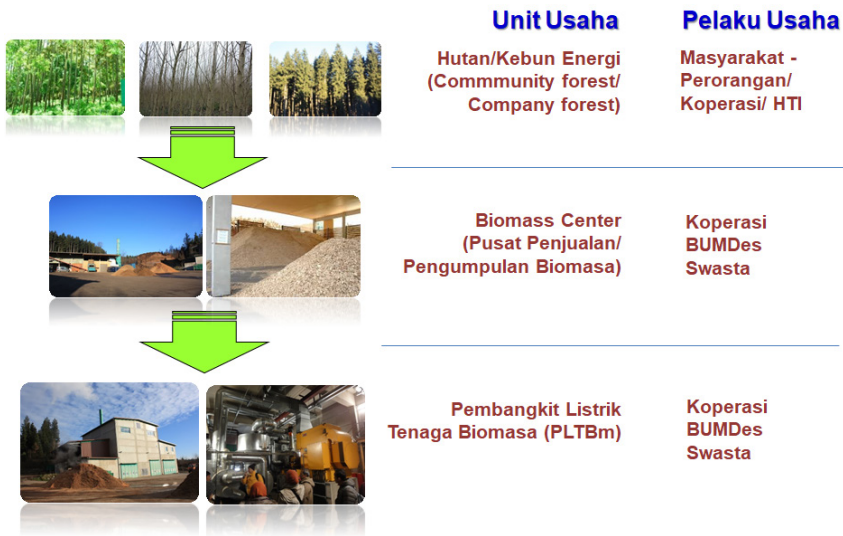 Unit Usaha
Pelaku Usaha
Hutan/Kebun Energi
(Commmunity forest/
Company forest)
Masyarakat -
Perorangan/
Koperasi/ HTI
Biomass Center
(Pusat Penjualan/
Pengumpulan Biomasa)
Koperasi
BUMDes
Swasta
Pembangkit Listrik
Tenaga Biomasa (PLTBm)
Koperasi
BUMDes
Swasta